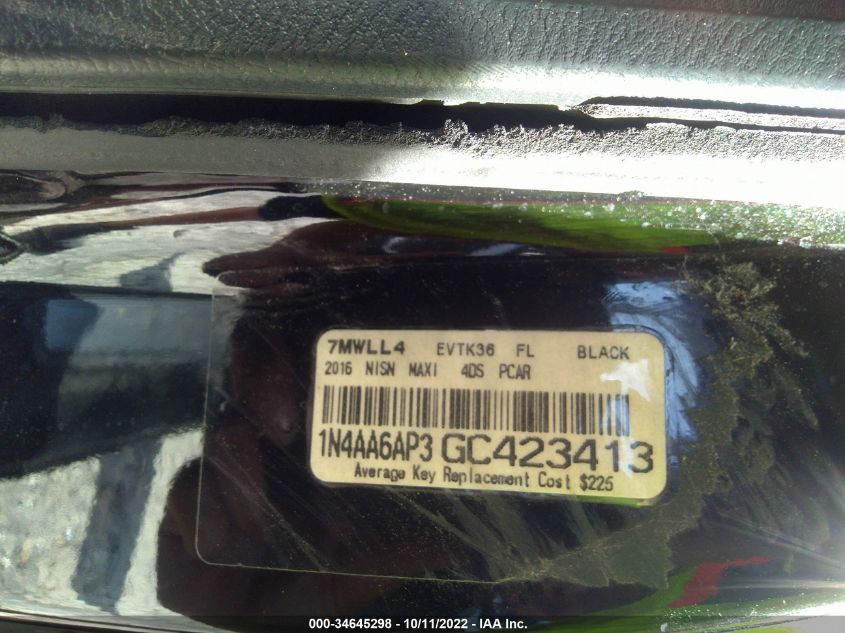 7MWLL4 EVTK36 FL BLACK
2016 NISN MAXI 4DS PCAR
1N4AA6AP3 GC423413
Average Key Replacement Cost $225
000-34645298 - 10/11/2022 - IAA Inc.